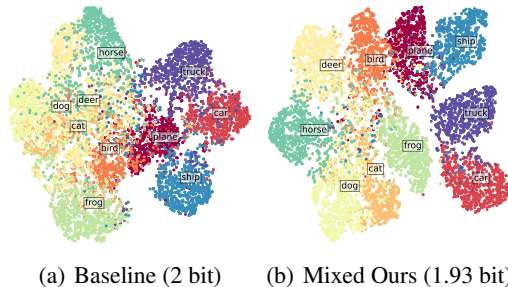 horse
truck
dog
deer
car
cat
bird
plane
ship
frog
(a) Baseline (2 bit)
plane
ship
bird
deer
truck
horse
frog
cat
car
dog
(b) Mixed Ours (1.93 bit)